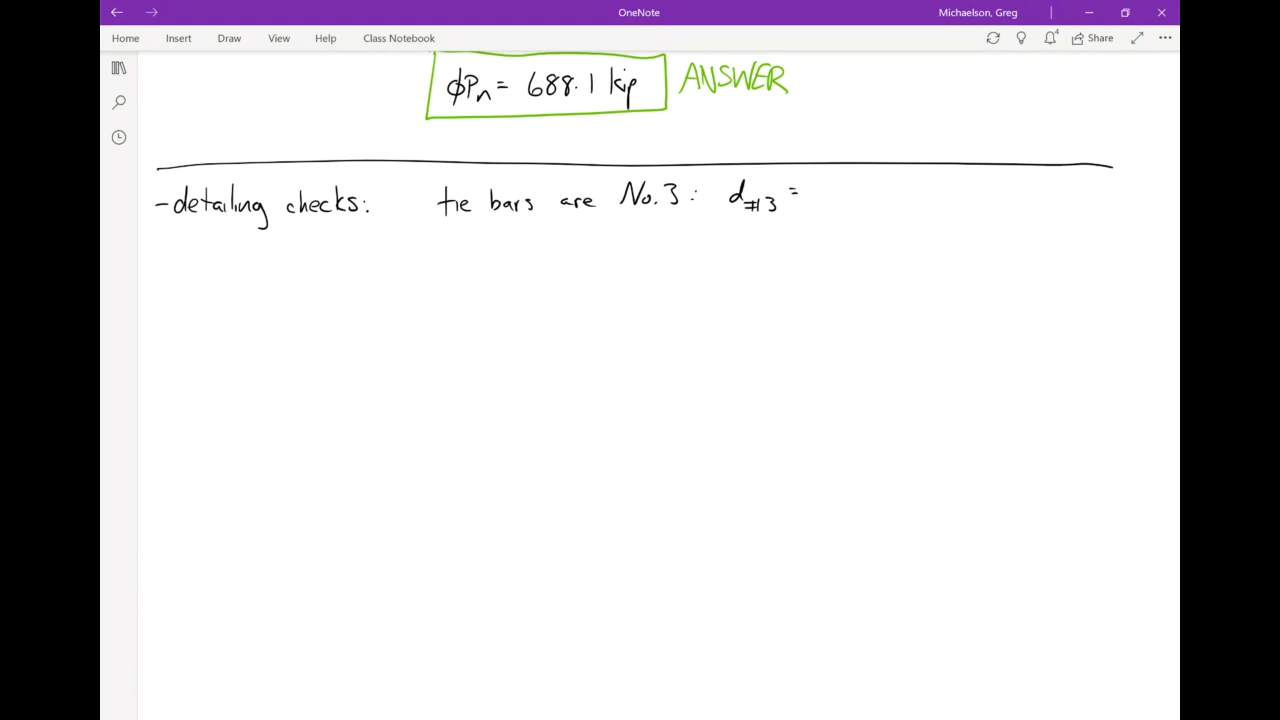 OneNote
Michaelson, Greg
Home Insert Draw View Help Class Notebook
4 Share
ϕPn = 688.1 kip ANSWER
- detailing checks: tie bars are No. 3: d#3 =